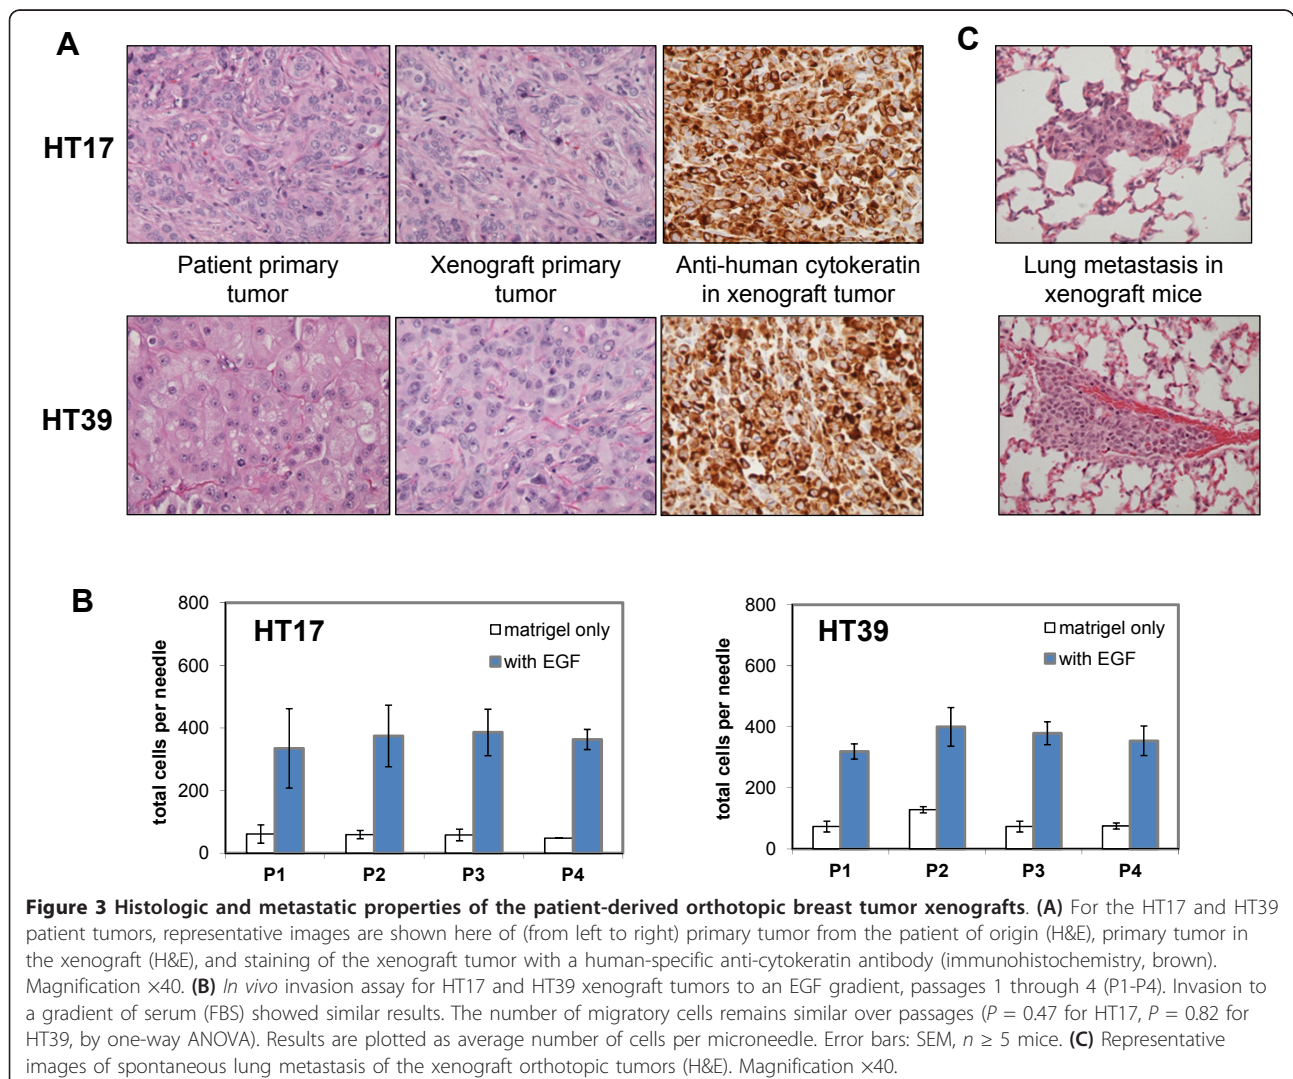 A
C
HT17
Patient primary
tumor
Xenograft primary
tumor
Anti-human cytokeratin
in xenograft tumor
Lung metastasis in
xenograft mice
HT39
B
HT17
matrigel only
with EGF
total cells per needle
800
600
400
200
0
P1 P2 P3 P4
HT39
matrigel only
with EGF
total cells per needle
800
600
400
200
0
P1 P2 P3 P4
Figure 3 Histologic and metastatic properties of the patient-derived orthotopic breast tumor xenografts. (A) For the HT17 and HT39
patient tumors, representative images are shown here of (from left to right) primary tumor from the patient of origin (H&E), primary tumor in
the xenograft (H&E), and staining of the xenograft tumor with a human-specific anti-cytokeratin antibody (immunohistochemistry, brown).
Magnification ×40. (B) In vivo invasion assay for HT17 and HT39 xenograft tumors to an EGF gradient, passages 1 through 4 (P1-P4). Invasion to
a gradient of serum (FBS) showed similar results. The number of migratory cells remains similar over passages (P = 0.47 for HT17, P = 0.82 for
HT39, by one-way ANOVA). Results are plotted as average number of cells per microneedle. Error bars: SEM, n ≥ 5 mice. (C) Representative
images of spontaneous lung metastasis of the xenograft orthotopic tumors (H&E). Magnification ×40.